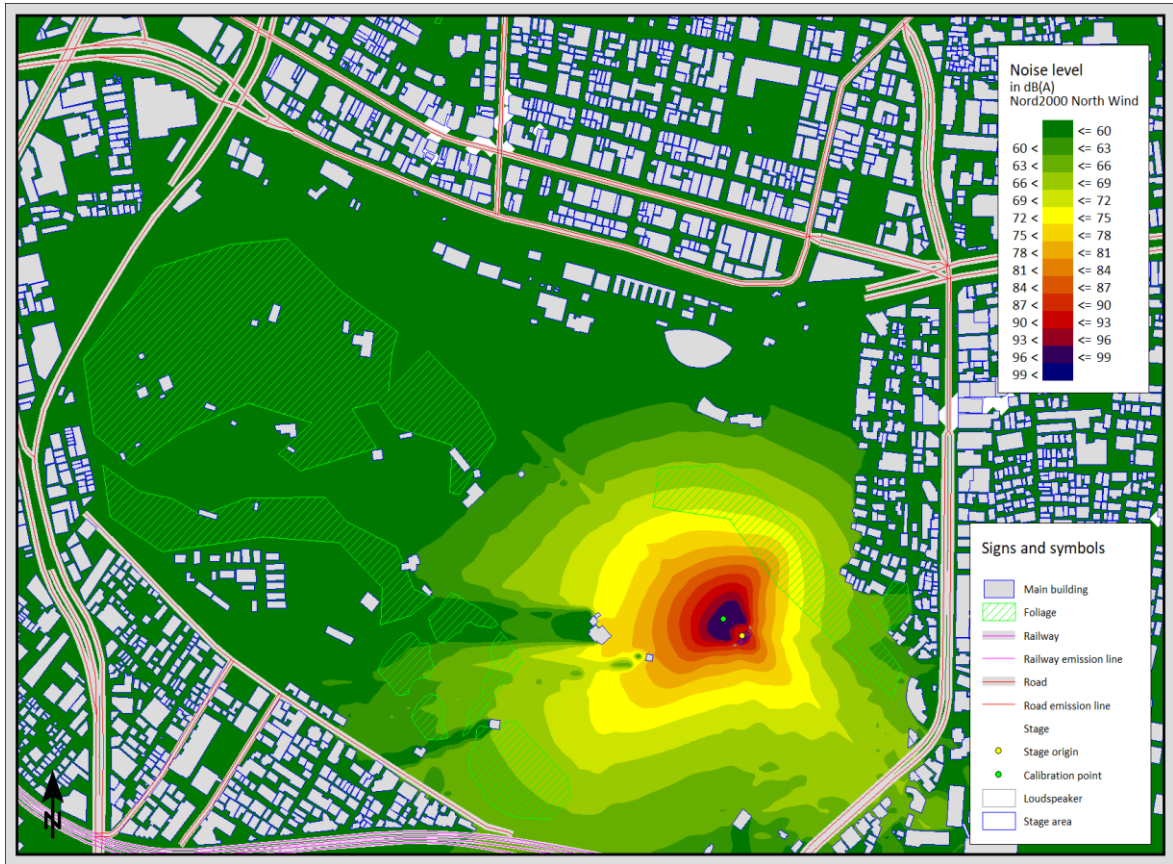 Noise level
in dB(A)
Nord2000 North Wind
<= 60
60 < <= 63
63 < <= 66
66 < <= 69
69 < <= 72
72 < <= 75
75 < <= 78
78 < <= 81
81 < <= 84
84 < <= 87
87 < <= 90
90 < <= 93
93 < <= 96
96 < <= 99
99 <
Signs and symbols
Main building
Foliage
Railway
Railway emission line
Road
Road emission line
Stage
Stage origin
Calibration point
Loudspeaker
Stage area
N